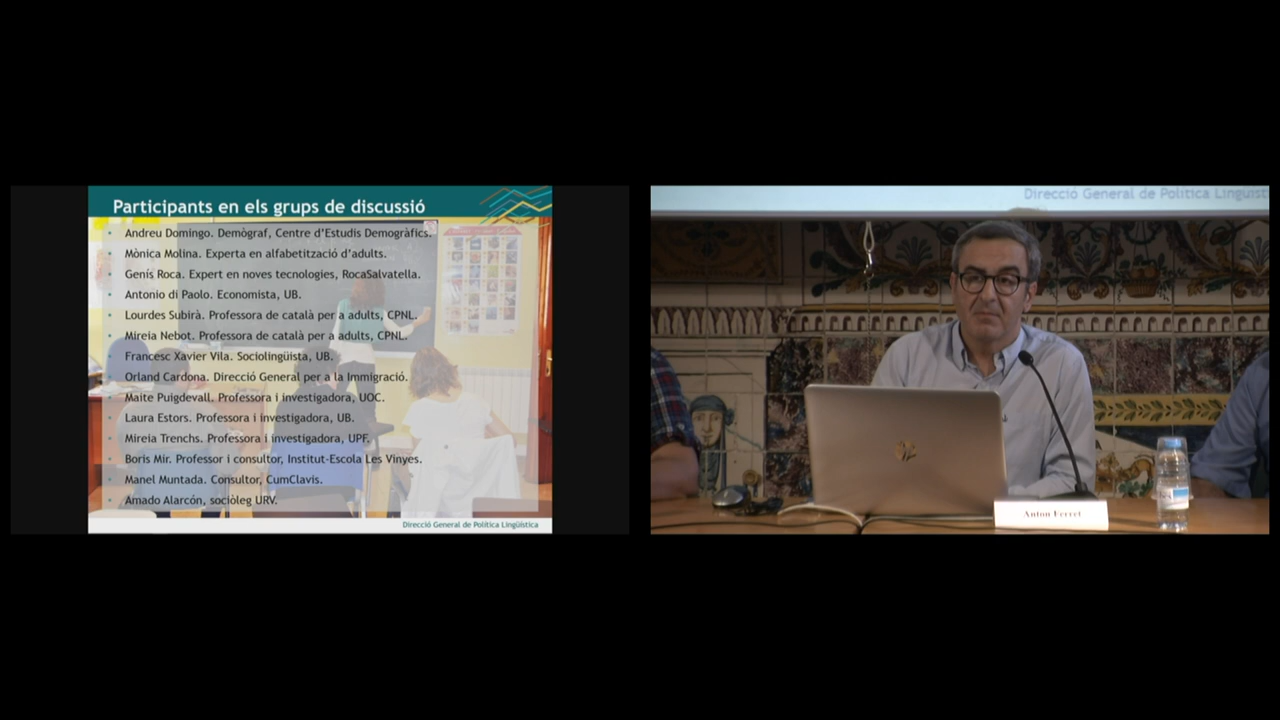 Participants en els grups de discussió
Andreu Domingo. Demògraf, Centre d'Estudis Demogràfics.
Mònica Molina. Experta en alfabetització d'adults.
Genís Roca. Expert en noves tecnologies, RocaSalvatella.
Antonio di Paolo. Economista, UB.
Lourdes Subirà. Professora de català per a adults, CPNL.
Mireia Nebot. Professora de català per a adults, CPNL.
Francesc Xavier Vila. Sociolingüista, UB.
Orland Cardona. Direcció General per a la Immigració.
Maite Puigdevall. Professora i investigadora, UOC.
Laura Estors. Professora i investigadora, UB.
Mireia Trenchs. Professora i investigadora, UPF.
Boris Mir. Professor i consultor, Institut-Escola Les Vinyes.
Manel Muntada. Consultor, CumClavis.
Amado Alarcón, sociòleg URV.
Direcció General de Política Lingüística
Direcció General de Política Lingüíst
Anton Ferret